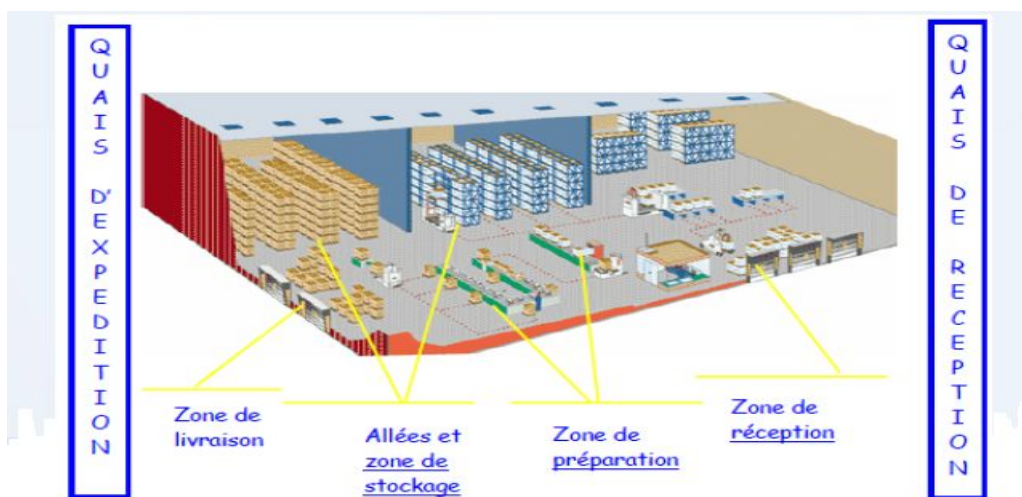 QUAIS D'EXPEDITION
Zone de
livraison
Allées et
zone de
stockage
Zone de
préparation
Zone de
réception
QUAIS DE RECEPTION